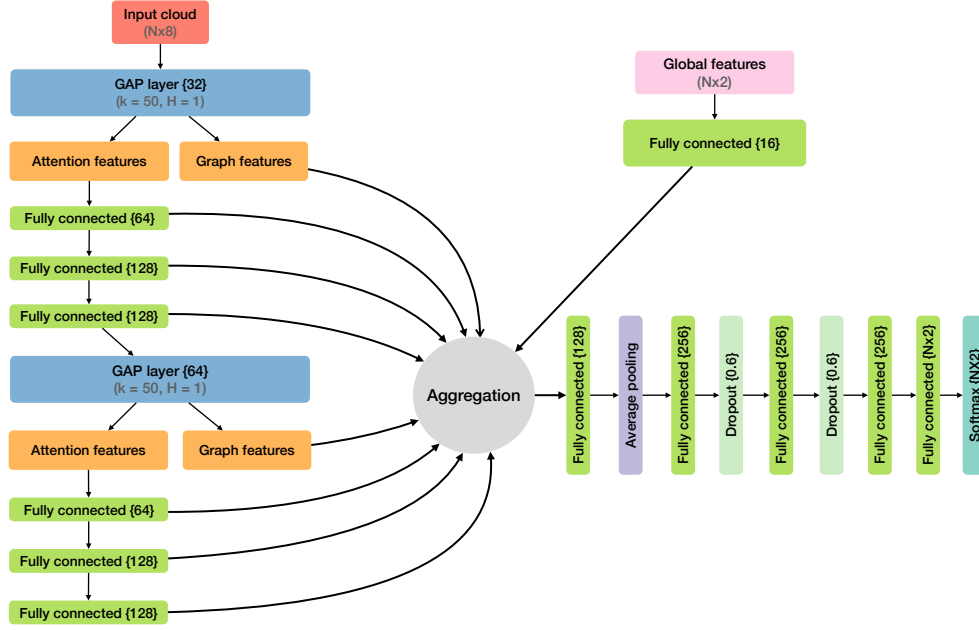 Input cloud
(Nx8)
GAP layer {32}
(k = 50, H = 1)
Attention features
Graph features
Fully connected {64}
Fully connected {128}
Fully connected {128}
GAP layer {64}
(k = 50, H = 1)
Attention features
Graph features
Fully connected {64}
Fully connected {128}
Fully connected {128}
Global features
(Nx2)
Fully connected {16}
Aggregation
Fully connected {128}
Average pooling
Fully connected {256}
Dropout {0.6}
Fully connected {256}
Dropout {0.6}
Fully connected {256}
Fully connected {Nx2}
Softmax (NX2)